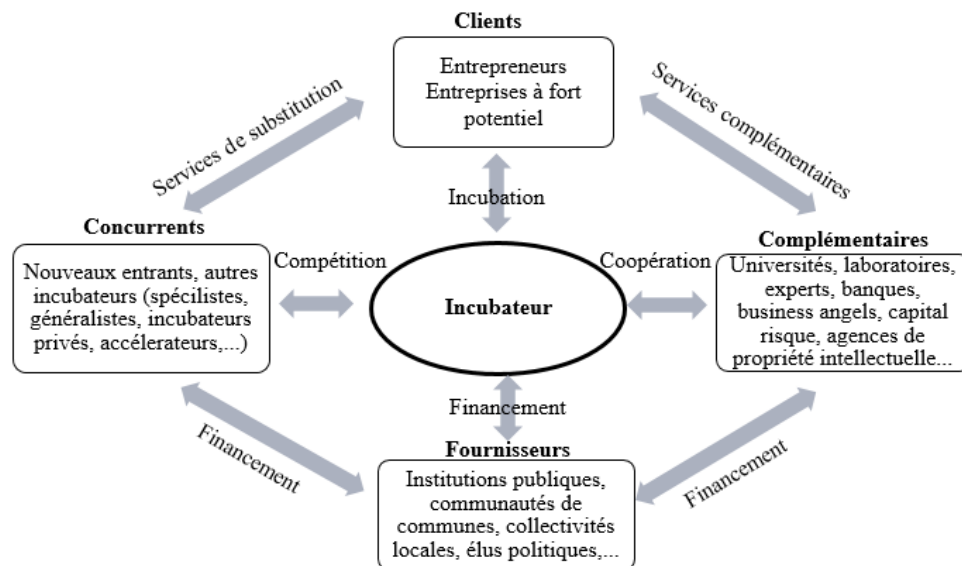 Clients
Entrepreneurs
Entreprises à fort
potentiel
Services de substitution
Services complémentaires
Incubation
Concurrents
Nouveaux entrants, autres
incubateurs (spécilistes,
généralistes, incubateurs
privés, accélerateurs,...)
Compétition
Incubateur
Coopération
Complémentaires
Universités, laboratoires,
experts, banques,
business angels, capital
risque, agences de
propriété intellectuelle...
Financement
Financement
Financement
Fournisseurs
Institutions publiques,
communautés de
communes, collectivités
locales, élus politiques,...